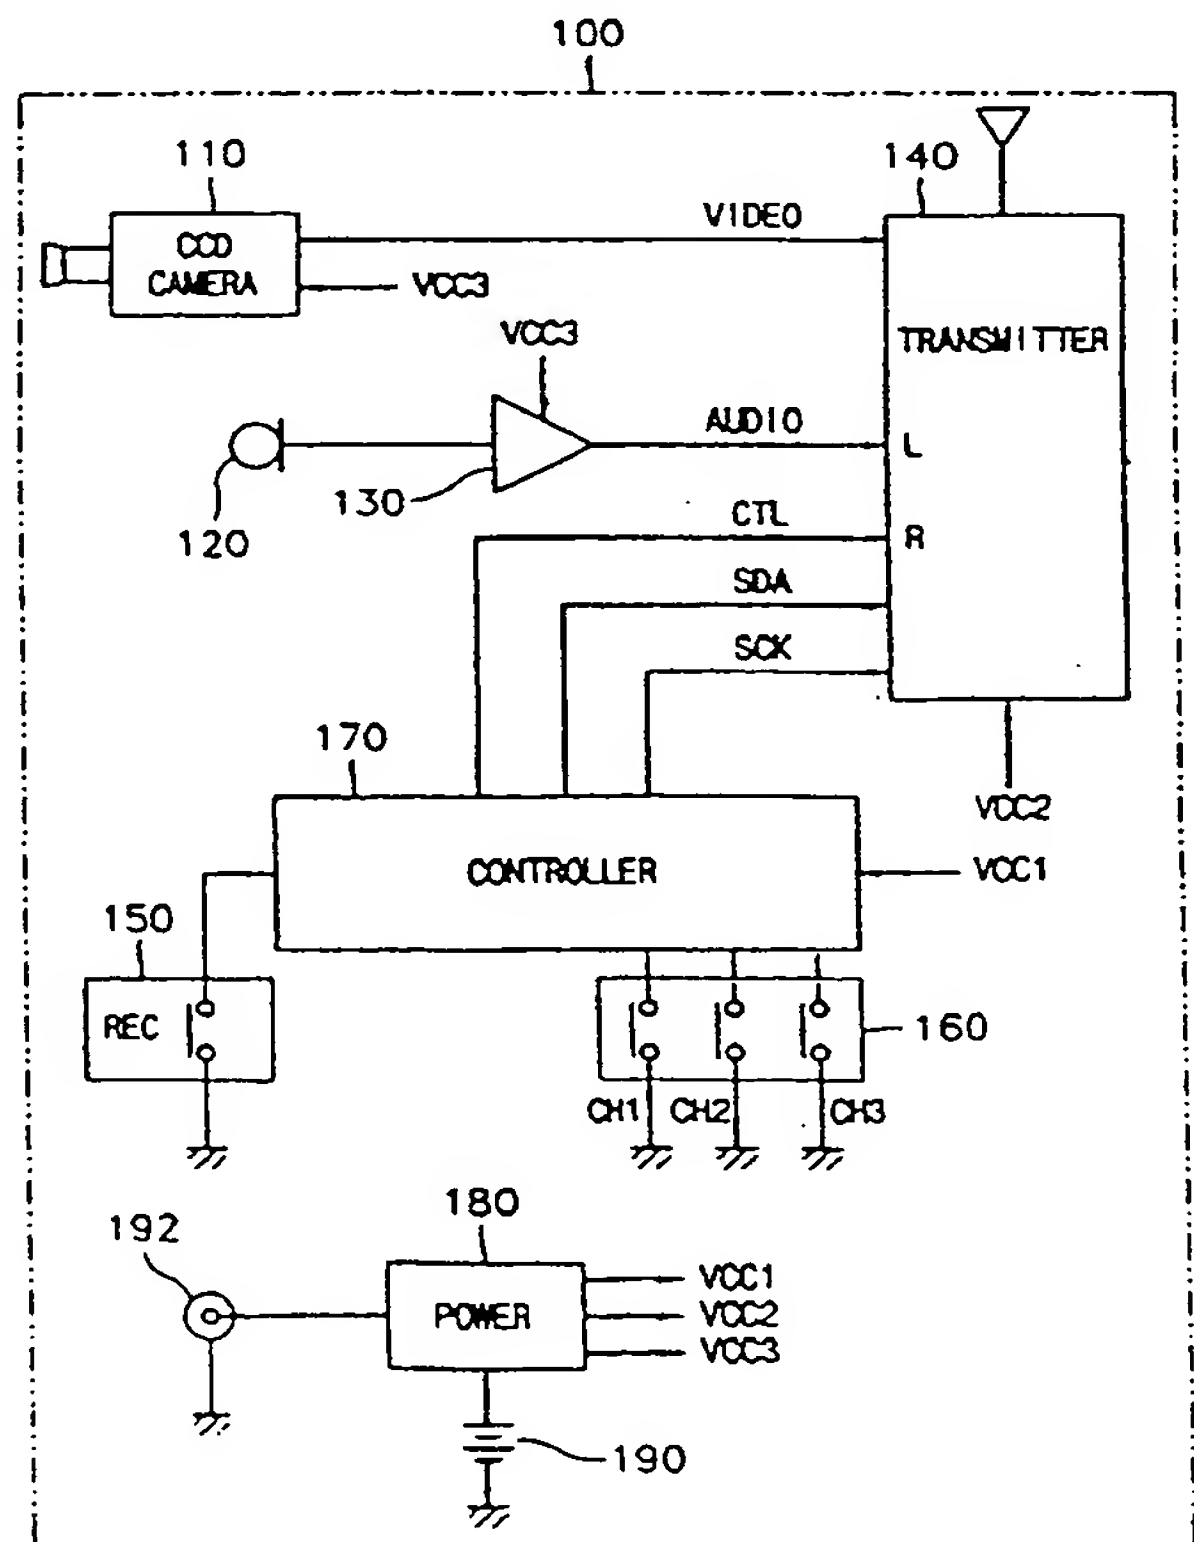 100
110
140
CCD
CAMERA
VIDEO
VCC3
VCC3
TRANSMITTER
AUDIO
L
130
120
CTL
R
SDA
SCK
170
VCC2
CONTROLLER
VCC1
150
REC
160
CH1
CH2
CH3
180
192
POWER
VCC1
VCC2
VCC3
190